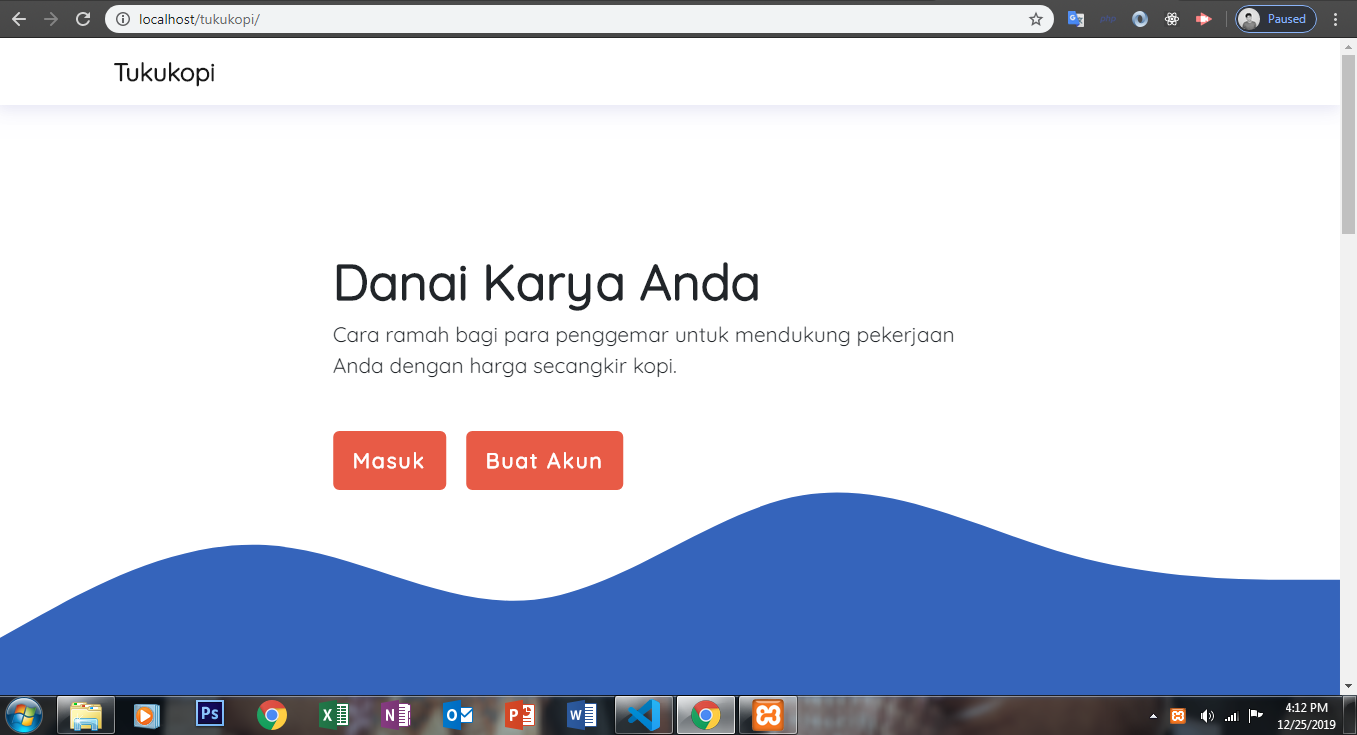 localhost/tukukopi/
Paused
Tukukopi
Danai Karya Anda
Cara ramah bagi para penggemar untuk mendukung pekerjaan
Anda dengan harga secangkir kopi.
Masuk
Buat Akun
Ps
4:12 PM
12/25/2019